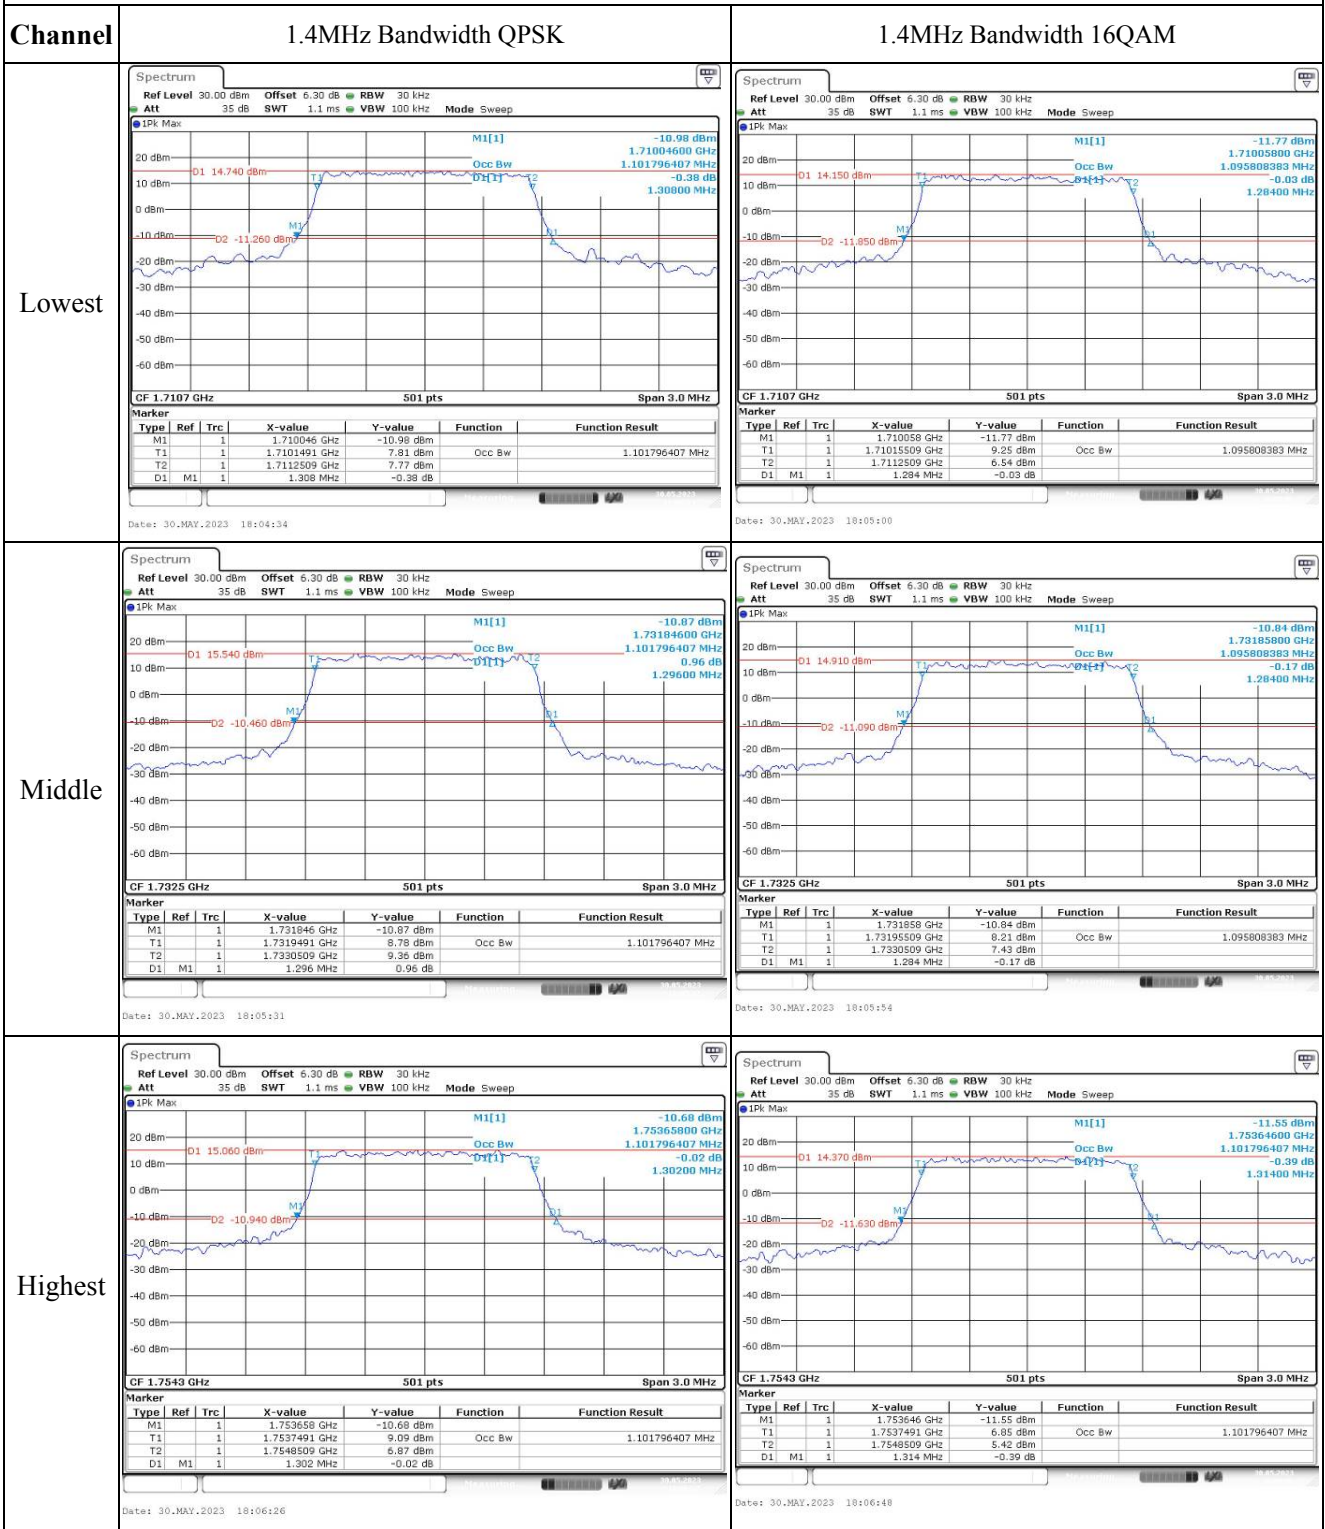 Channel 1.4MHz Bandwidth QPSK 1.4MHz Bandwidth 16QAM
Lowest
Spectrum
Ref Level 30.00 dBm Offset 6.30 dB RBW 30 kHz
Att 35 dB SWT 1.1 ms VBW 100 kHz Mode Sweep
1Pk Max
M1[1] -10.98 dBm
1.71004600 GHz
Occ Bw 1.101796407 MHz
D1[1] -0.38 dB
1.30800 MHz
20 dBm
D1 14.740 dBm
T1
T2
10 dBm
0 dBm
M1
-10 dBm
D2 -11.260 dBm
D1
-20 dBm
-30 dBm
-40 dBm
-50 dBm
-60 dBm
CF 1.7107 GHz 501 pts Span 3.0 MHz
Marker
Type Ref Trc X-value Y-value Function Function Result
M1 1 1.710046 GHz -10.98 dBm
T1 1 1.7101491 GHz 7.81 dBm Occ Bw 1.101796407 MHz
T2 1 1.7112509 GHz 7.77 dBm
D1 M1 1 1.308 MHz -0.38 dB
Date: 30.MAY.2023 18:04:34
Spectrum
Ref Level 30.00 dBm Offset 6.30 dB RBW 30 kHz
Att 35 dB SWT 1.1 ms VBW 100 kHz Mode Sweep
1Pk Max
M1[1] -11.77 dBm
1.71005800 GHz
Occ Bw 1.095808383 MHz
D1[1] -0.03 dB
1.28400 MHz
20 dBm
D1 14.150 dBm
T1
T2
10 dBm
0 dBm
M1
-10 dBm
D2 -11.850 dBm
D1
-20 dBm
-30 dBm
-40 dBm
-50 dBm
-60 dBm
CF 1.7107 GHz 501 pts Span 3.0 MHz
Marker
Type Ref Trc X-value Y-value Function Function Result
M1 1 1.710058 GHz -11.77 dBm
T1 1 1.71015509 GHz 9.25 dBm Occ Bw 1.095808383 MHz
T2 1 1.7112509 GHz 6.54 dBm
D1 M1 1 1.284 MHz -0.03 dB
Date: 30.MAY.2023 18:05:00
Middle
Spectrum
Ref Level 30.00 dBm Offset 6.30 dB RBW 30 kHz
Att 35 dB SWT 1.1 ms VBW 100 kHz Mode Sweep
1Pk Max
M1[1] -10.87 dBm
1.73184600 GHz
Occ Bw 1.101796407 MHz
D1[1] 0.96 dB
1.29600 MHz
20 dBm
D1 15.540 dBm
T1
T2
10 dBm
0 dBm
M1
-10 dBm
D2 -10.460 dBm
D1
-20 dBm
-30 dBm
-40 dBm
-50 dBm
-60 dBm
CF 1.7325 GHz 501 pts Span 3.0 MHz
Marker
Type Ref Trc X-value Y-value Function Function Result
M1 1 1.731846 GHz -10.87 dBm
T1 1 1.7319491 GHz 8.78 dBm Occ Bw 1.101796407 MHz
T2 1 1.7330509 GHz 9.36 dBm
D1 M1 1 1.296 MHz 0.96 dB
Date: 30.MAY.2023 18:05:31
Spectrum
Ref Level 30.00 dBm Offset 6.30 dB RBW 30 kHz
Att 35 dB SWT 1.1 ms VBW 100 kHz Mode Sweep
1Pk Max
M1[1] -10.84 dBm
1.73185800 GHz
Occ Bw 1.095808383 MHz
D1[1] -0.17 dB
1.28400 MHz
20 dBm
D1 14.910 dBm
T1
T2
10 dBm
0 dBm
M1
-10 dBm
D2 -11.090 dBm
D1
-20 dBm
-30 dBm
-40 dBm
-50 dBm
-60 dBm
CF 1.7325 GHz 501 pts Span 3.0 MHz
Marker
Type Ref Trc X-value Y-value Function Function Result
M1 1 1.731858 GHz -10.84 dBm
T1 1 1.73195509 GHz 8.21 dBm Occ Bw 1.095808383 MHz
T2 1 1.7330509 GHz 7.43 dBm
D1 M1 1 1.284 MHz -0.17 dB
Date: 30.MAY.2023 18:05:54
Highest
Spectrum
Ref Level 30.00 dBm Offset 6.30 dB RBW 30 kHz
Att 35 dB SWT 1.1 ms VBW 100 kHz Mode Sweep
1Pk Max
M1[1] -10.68 dBm
1.75365800 GHz
Occ Bw 1.101796407 MHz
D1[1] -0.02 dB
1.30200 MHz
20 dBm
D1 15.060 dBm
T1
T2
10 dBm
0 dBm
M1
-10 dBm
D2 -10.940 dBm
D1
-20 dBm
-30 dBm
-40 dBm
-50 dBm
-60 dBm
CF 1.7543 GHz 501 pts Span 3.0 MHz
Marker
Type Ref Trc X-value Y-value Function Function Result
M1 1 1.753658 GHz -10.68 dBm
T1 1 1.7537491 GHz 9.09 dBm Occ Bw 1.101796407 MHz
T2 1 1.7548509 GHz 6.87 dBm
D1 M1 1 1.302 MHz -0.02 dB
Date: 30.MAY.2023 18:06:26
Spectrum
Ref Level 30.00 dBm Offset 6.30 dB RBW 30 kHz
Att 35 dB SWT 1.1 ms VBW 100 kHz Mode Sweep
1Pk Max
M1[1] -11.55 dBm
1.75364600 GHz
Occ Bw 1.101796407 MHz
D1[1] -0.39 dB
1.31400 MHz
20 dBm
D1 14.370 dBm
T1
T2
10 dBm
0 dBm
M1
-10 dBm
D2 -11.630 dBm
D1
-20 dBm
-30 dBm
-40 dBm
-50 dBm
-60 dBm
CF 1.7543 GHz 501 pts Span 3.0 MHz
Marker
Type Ref Trc X-value Y-value Function Function Result
M1 1 1.753646 GHz -11.55 dBm
T1 1 1.7537491 GHz 6.85 dBm Occ Bw 1.101796407 MHz
T2 1 1.7548509 GHz 5.42 dBm
D1 M1 1 1.314 MHz -0.39 dB
Date: 30.MAY.2023 18:06:48